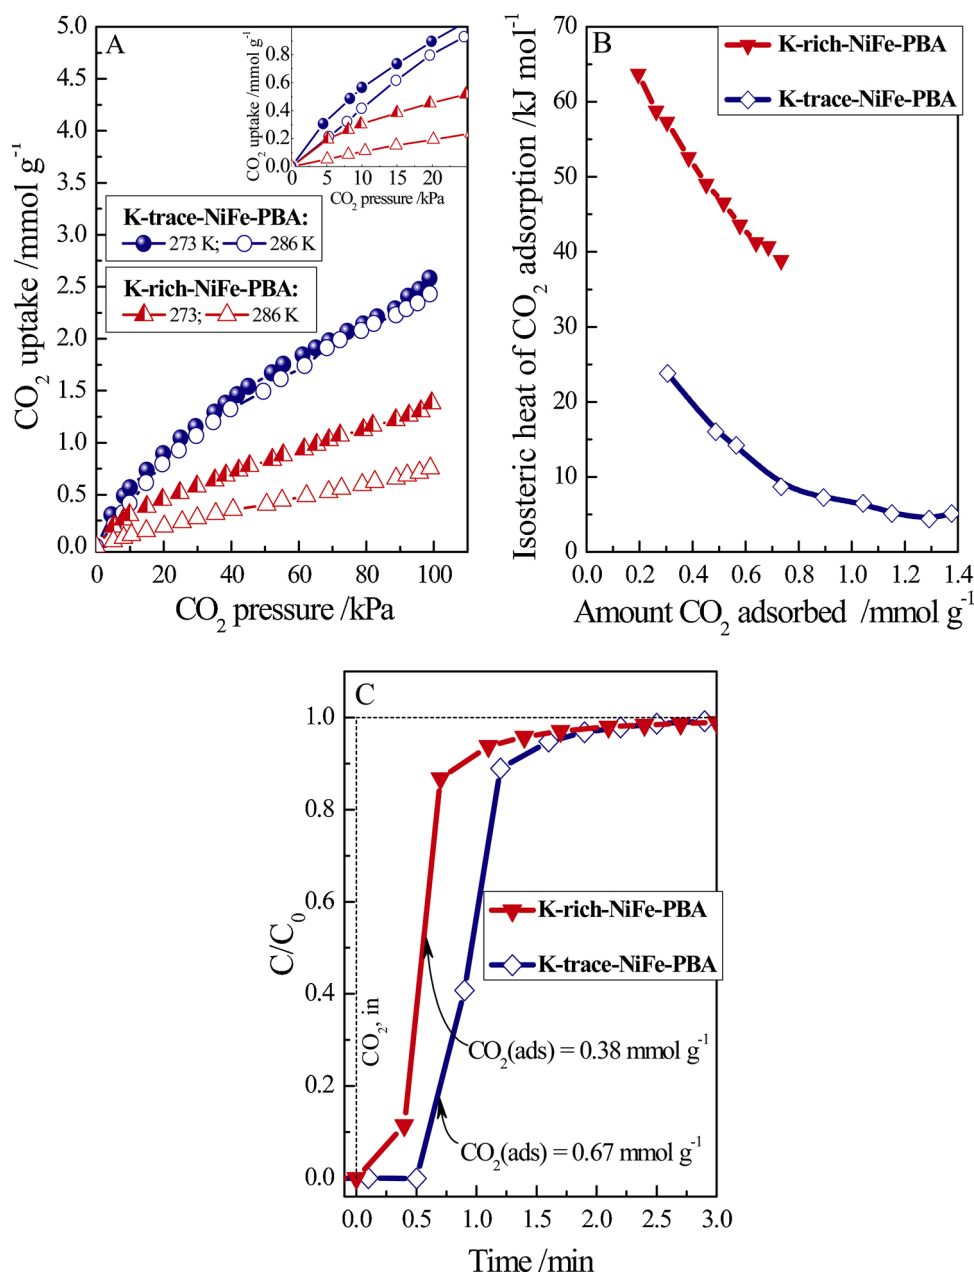 A
5.0
4.5
4.0
3.5
3.0
2.5
2.0
1.5
1.0
0.5
0.0
0
20
40
60
80
100
CO₂ uptake /mmol g⁻¹
CO₂ pressure /kPa
0.8
0.6
0.4
0.2
0.0
0
5
10
15
20
CO₂ uptake /mmol g⁻¹
CO₂ pressure /kPa
K-trace-NiFe-PBA:
273 K; 286 K
K-rich-NiFe-PBA:
273; 286 K
B
K-rich-NiFe-PBA
K-trace-NiFe-PBA
70
60
50
40
30
20
10
0
0.0
0.2
0.4
0.6
0.8
1.0
1.2
1.4
Isosteric heat of CO₂ adsorption /kJ mol⁻¹
Amount CO₂ adsorbed /mmol g⁻¹
C
1.0
0.8
0.6
0.4
0.2
0.0
0.0
0.5
1.0
1.5
2.0
2.5
3.0
C/C₀
Time /min
CO₂, in
K-rich-NiFe-PBA
K-trace-NiFe-PBA
CO₂(ads) = 0.38 mmol g⁻¹
CO₂(ads) = 0.67 mmol g⁻¹